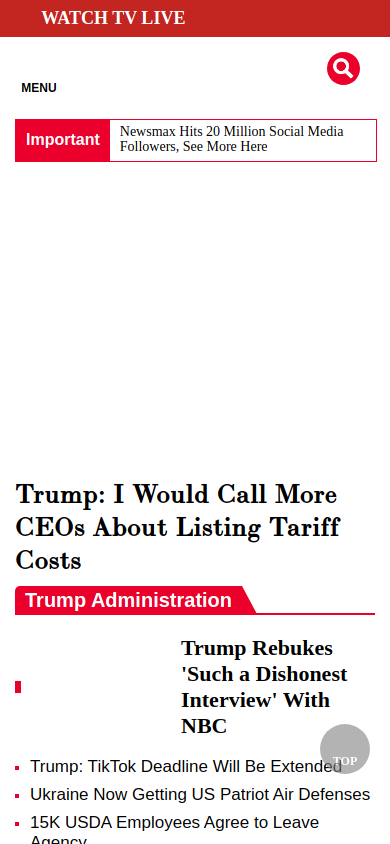 WATCH TV LIVE
MENU
Important
Newsmax Hits 20 Million Social Media
Followers, See More Here
Trump: I Would Call More
CEOs About Listing Tariff
Costs
Trump Administration
Trump Rebukes
'Such a Dishonest
Interview' With
NBC
TOP
Trump: TikTok Deadline Will Be Extended
Ukraine Now Getting US Patriot Air Defenses
15K USDA Employees Agree to Leave
Agency